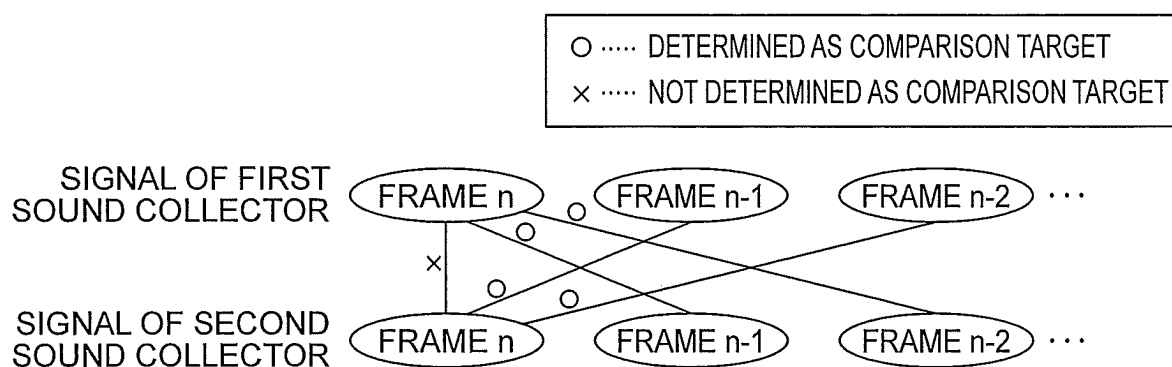 ○ ····· DETERMINED AS COMPARISON TARGET
× ····· NOT DETERMINED AS COMPARISON TARGET
SIGNAL OF FIRST
SOUND COLLECTOR
FRAME n FRAME n-1 FRAME n-2 ···
○
○
×
○
○
SIGNAL OF SECOND
SOUND COLLECTOR
FRAME n FRAME n-1 FRAME n-2 ···